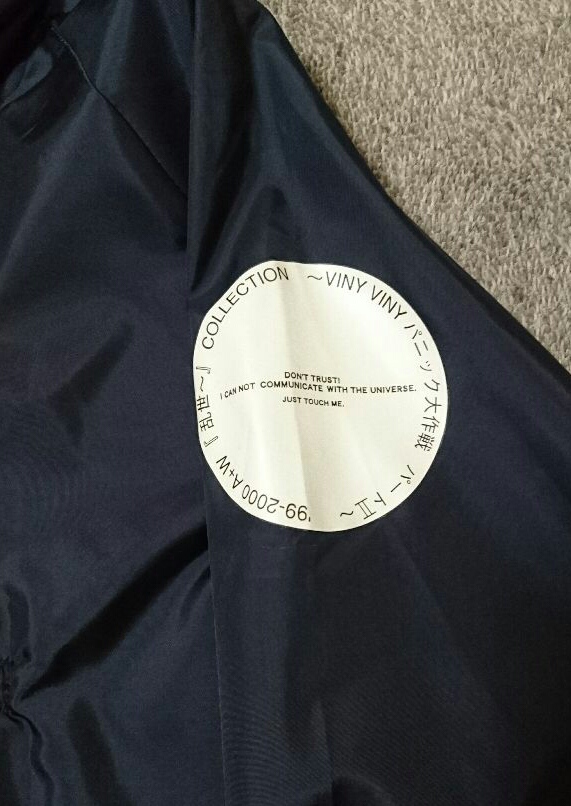 '99-2000 A+W 『乱世～』 COLLECTION ～VINY VINY パニック大作戦 パートⅡ～
DON'T TRUST!
I CAN NOT COMMUNICATE WITH THE UNIVERSE.
JUST TOUCH ME.